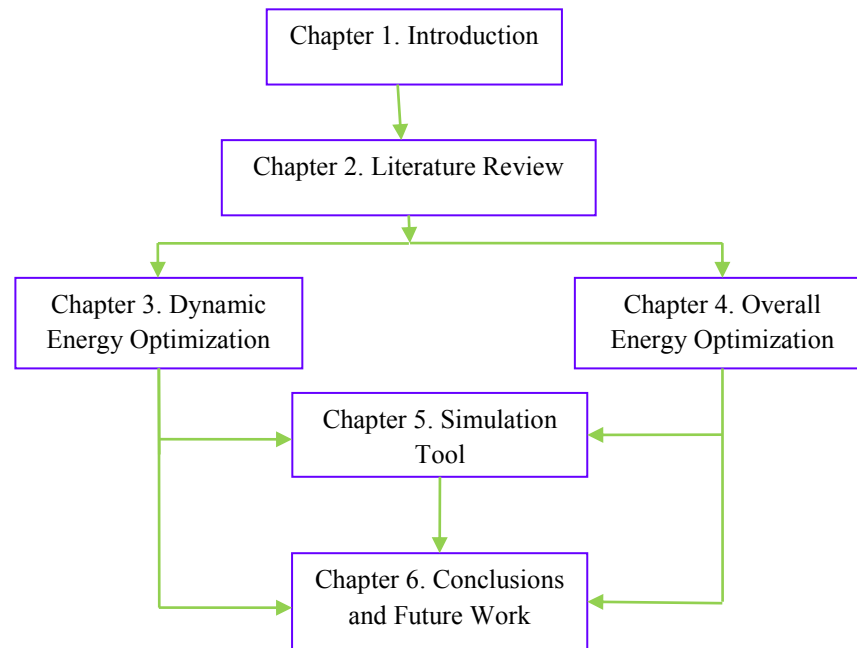 Chapter 1. Introduction
Chapter 2. Literature Review
Chapter 3. Dynamic
Energy Optimization
Chapter 4. Overall
Energy Optimization
Chapter 5. Simulation
Tool
Chapter 6. Conclusions
and Future Work